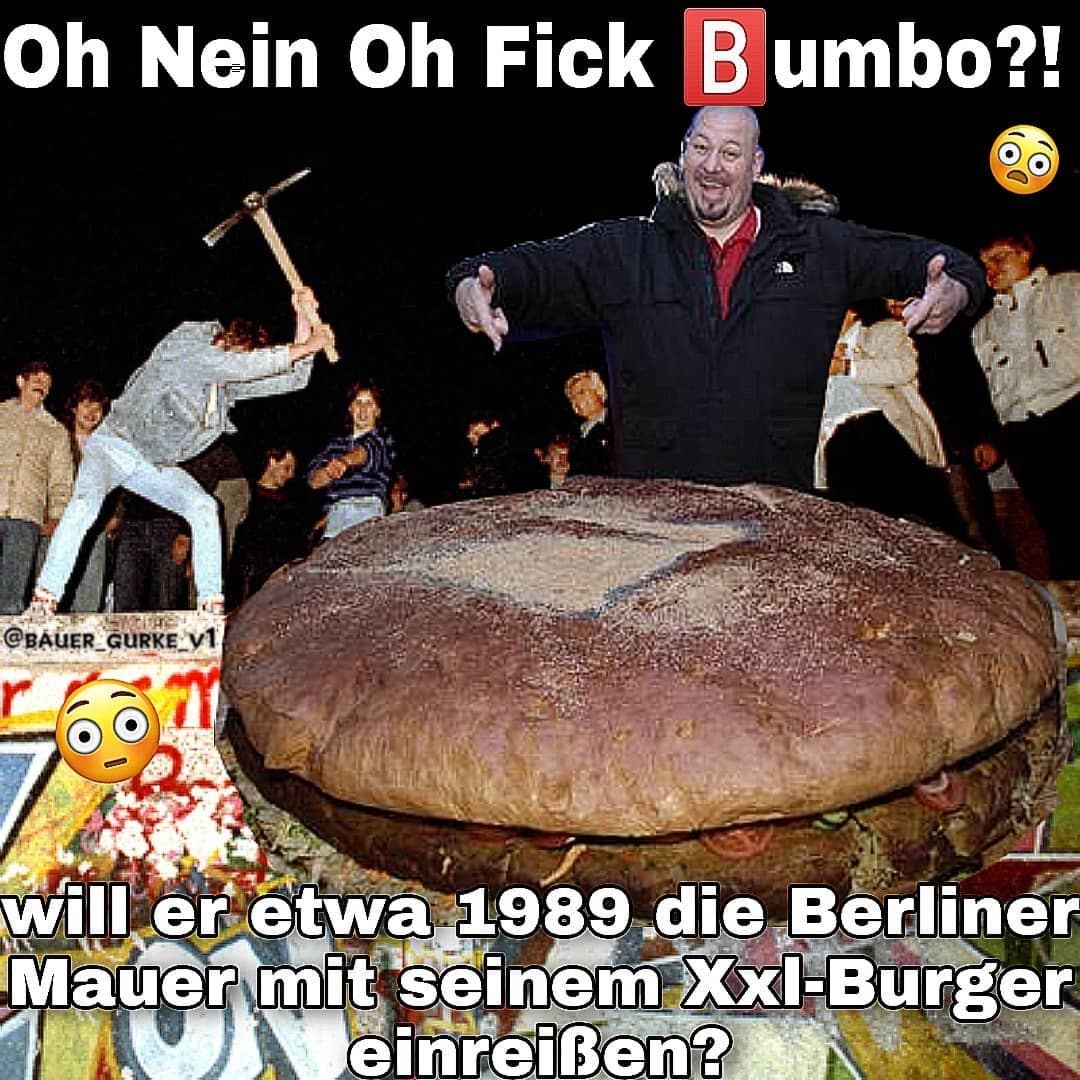 Oh Nein Oh Fick 🅱umbo?!
@BAUER_GURKE_V1
will er etwa 1989 die Berliner
Mauer mit seinem Xxl-Burger
einreißen?